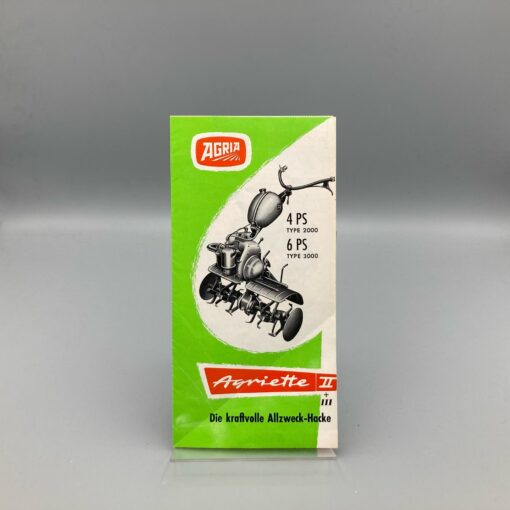 AGRIA
4 PS
TYPE 2000
6 PS
TYPE 3000
Agriette II
+
III
Die kraftvolle Allzweck-Hacke